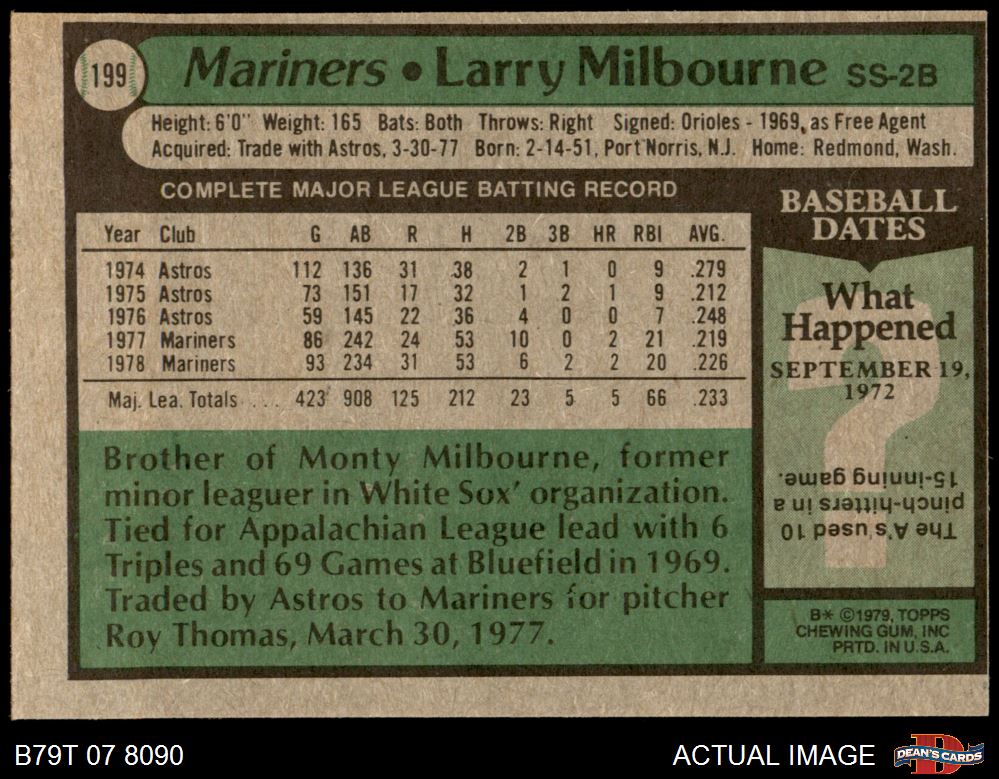 199
Mariners • Larry Milbourne SS-2B
Height: 6'0" Weight: 165 Bats: Both Throws: Right Signed: Orioles - 1969, as Free Agent
Acquired: Trade with Astros, 3-30-77 Born: 2-14-51, Port Norris, N.J. Home: Redmond, Wash.
COMPLETE MAJOR LEAGUE BATTING RECORD
Year Club G AB R H 2B 3B HR RBI AVG.
1974 Astros 112 136 31 38 2 1 0 9 .279
1975 Astros 73 151 17 32 1 2 1 9 .212
1976 Astros 59 145 22 36 4 0 0 7 .248
1977 Mariners 86 242 24 53 10 0 2 21 .219
1978 Mariners 93 234 31 53 6 2 2 20 .226
Maj. Lea. Totals .... 423 908 125 212 23 5 5 66 .233
Brother of Monty Milbourne, former
minor leaguer in White Sox' organization.
Tied for Appalachian League lead with 6
Triples and 69 Games at Bluefield in 1969.
Traded by Astros to Mariners for pitcher
Roy Thomas, March 30, 1977.
BASEBALL
DATES
What
Happened
SEPTEMBER 19,
1972
The A's used 10
pinch-hitters in a
15-inning game.
B* ©1979, TOPPS
CHEWING GUM, INC
PRTD. IN U.S.A.
B79T 07 8090
ACTUAL IMAGE
DEAN'S CARDS